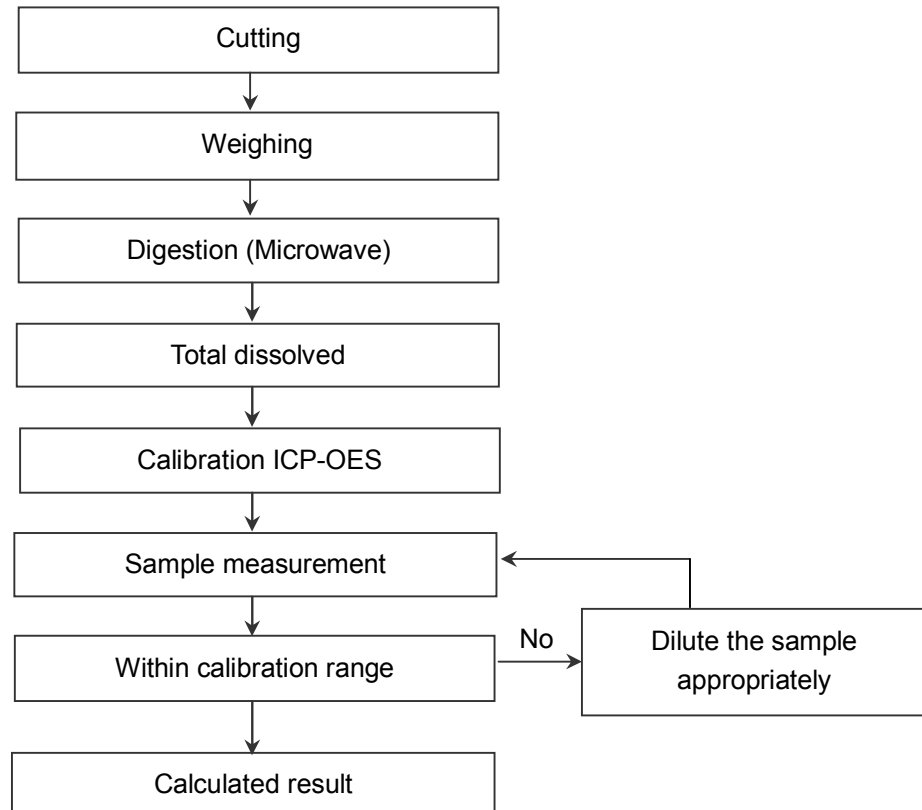 Cutting
Weighing
Digestion (Microwave)
Total dissolved
Calibration ICP-OES
Sample measurement
Within calibration range
No
Dilute the sample
appropriately
Calculated result